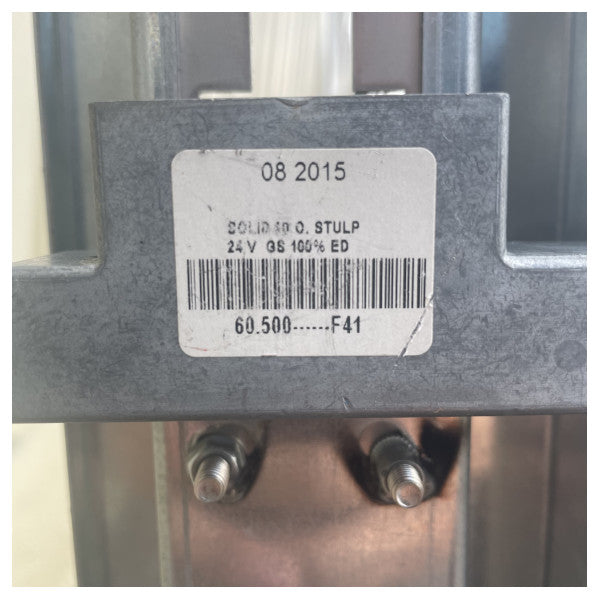 08 2015
SOLID O. STULP
24 V GS 100% ED
60.500------F41